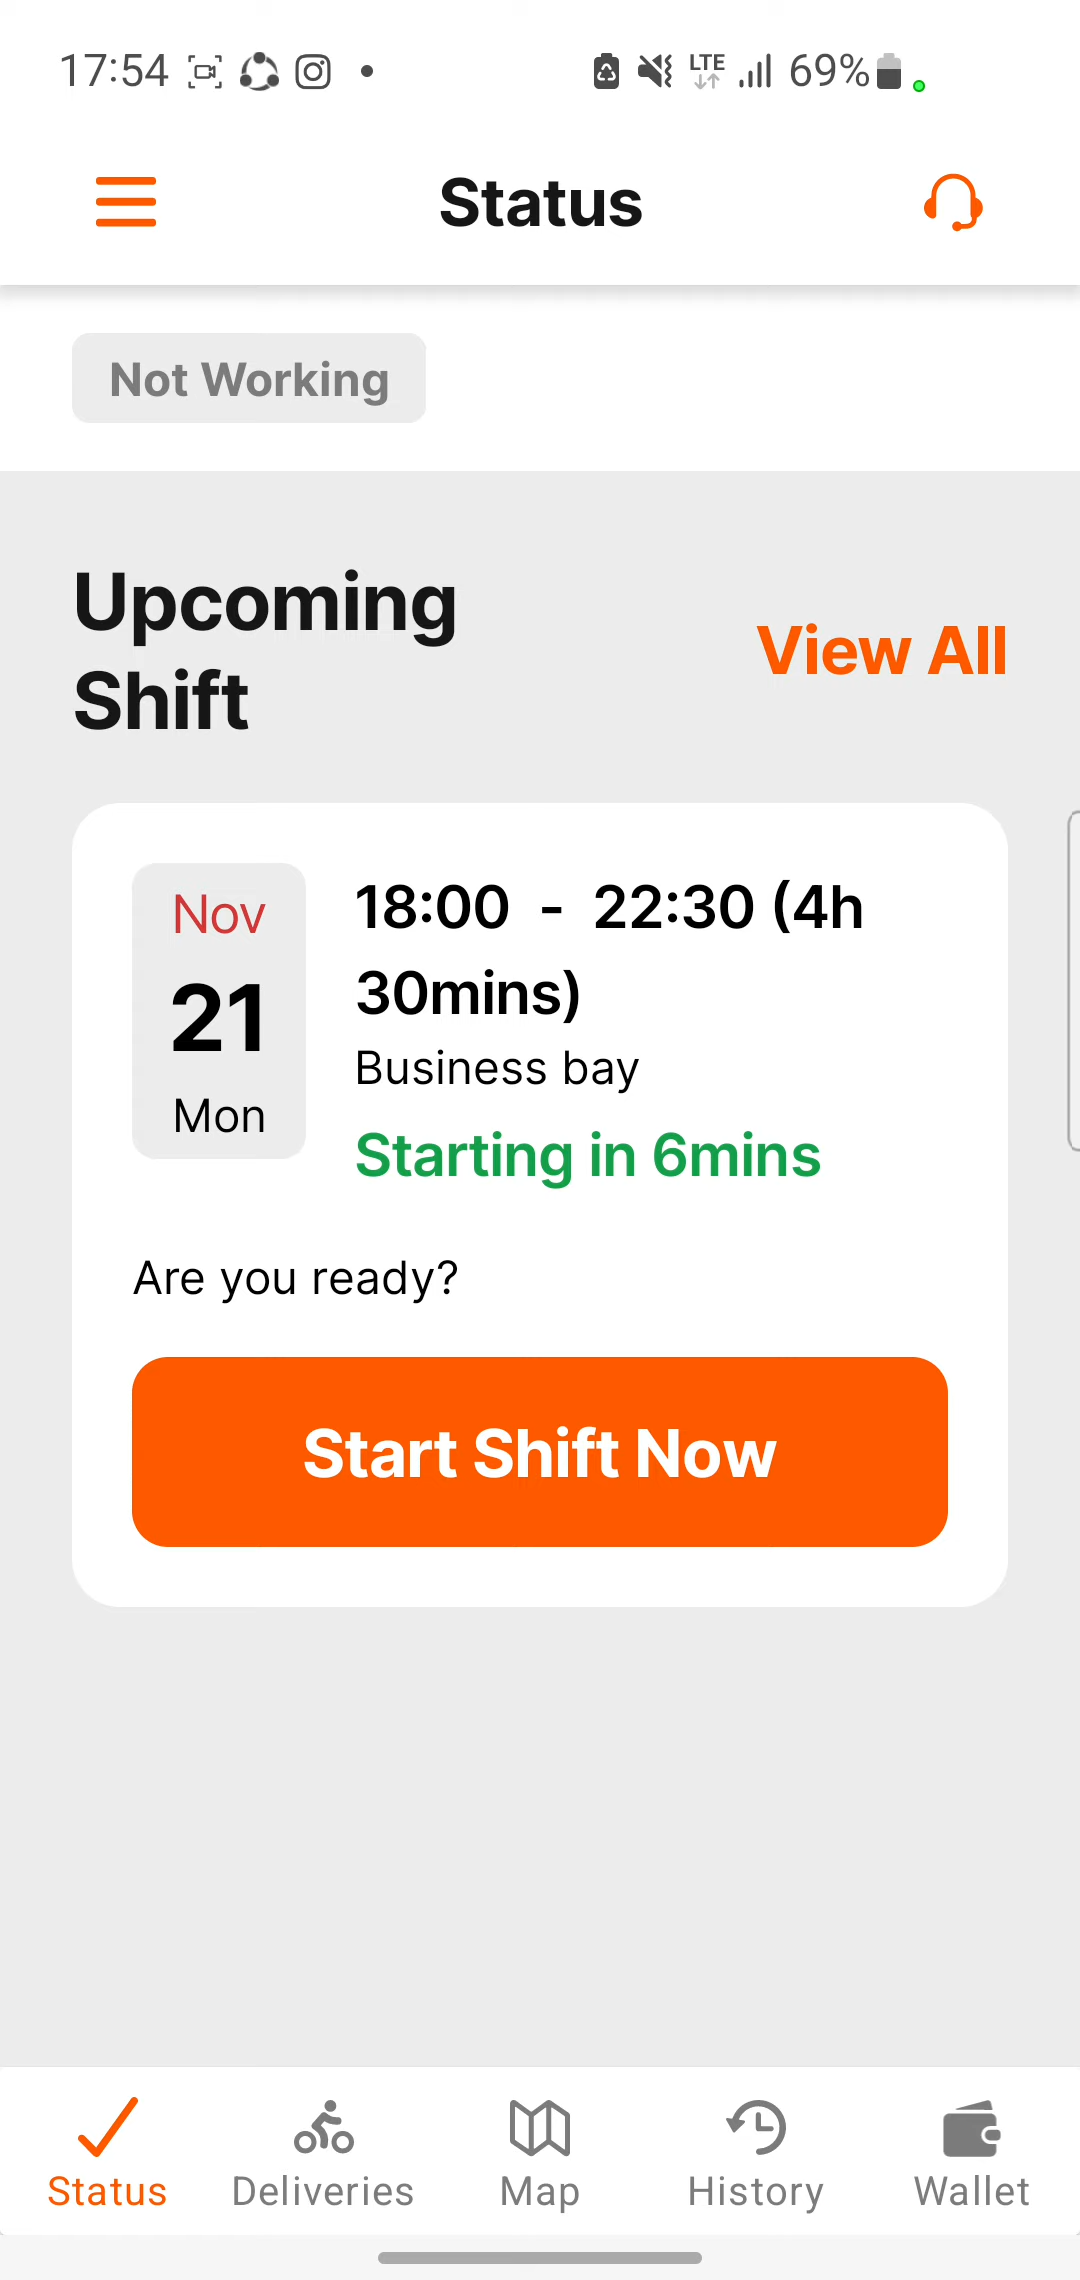 17:54
LTE
69%
Status
Not Working
Upcoming
Shift
View All
Nov
21
Mon
18:00 - 22:30 (4h
30mins)
Business bay
Starting in 6mins
Are you ready?
Start Shift Now
Status
Deliveries
Map
History
Wallet